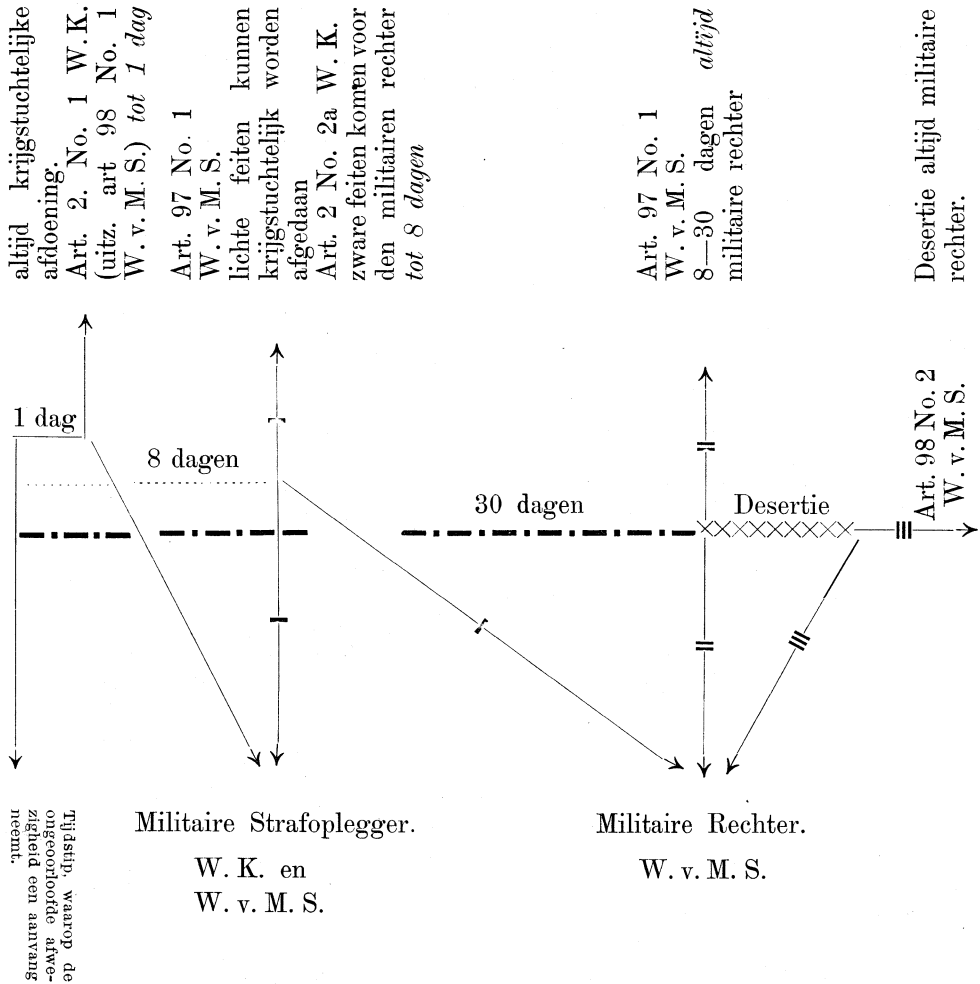 altijd krijgstuchtelijke
afdoening.
Art. 2. No. 1 W. K.
(uitz. art 98 No. 1
W. v. M. S.) tot 1 dag
Art. 97 No. 1
W. v. M. S.
lichte feiten kunnen
krijgstuchtelijk worden
afgedaan
Art. 2 No. 2a W. K.
zware feiten komen voor
den militairen rechter
tot 8 dagen
Art. 97 No. 1
W. v. M. S.
8—30 dagen altijd
militaire rechter
Desertie altijd militaire
rechter.
1 dag
8 dagen
30 dagen
Desertie
Art. 98 No. 2
W. v. M. S.
Tijdstip, waarop de
ongeoorloofde afwe-
zigheid een aanvang
neemt.
Militaire Strafoplegger.
W. K. en
W. v. M. S.
Militaire Rechter.
W. v. M. S.